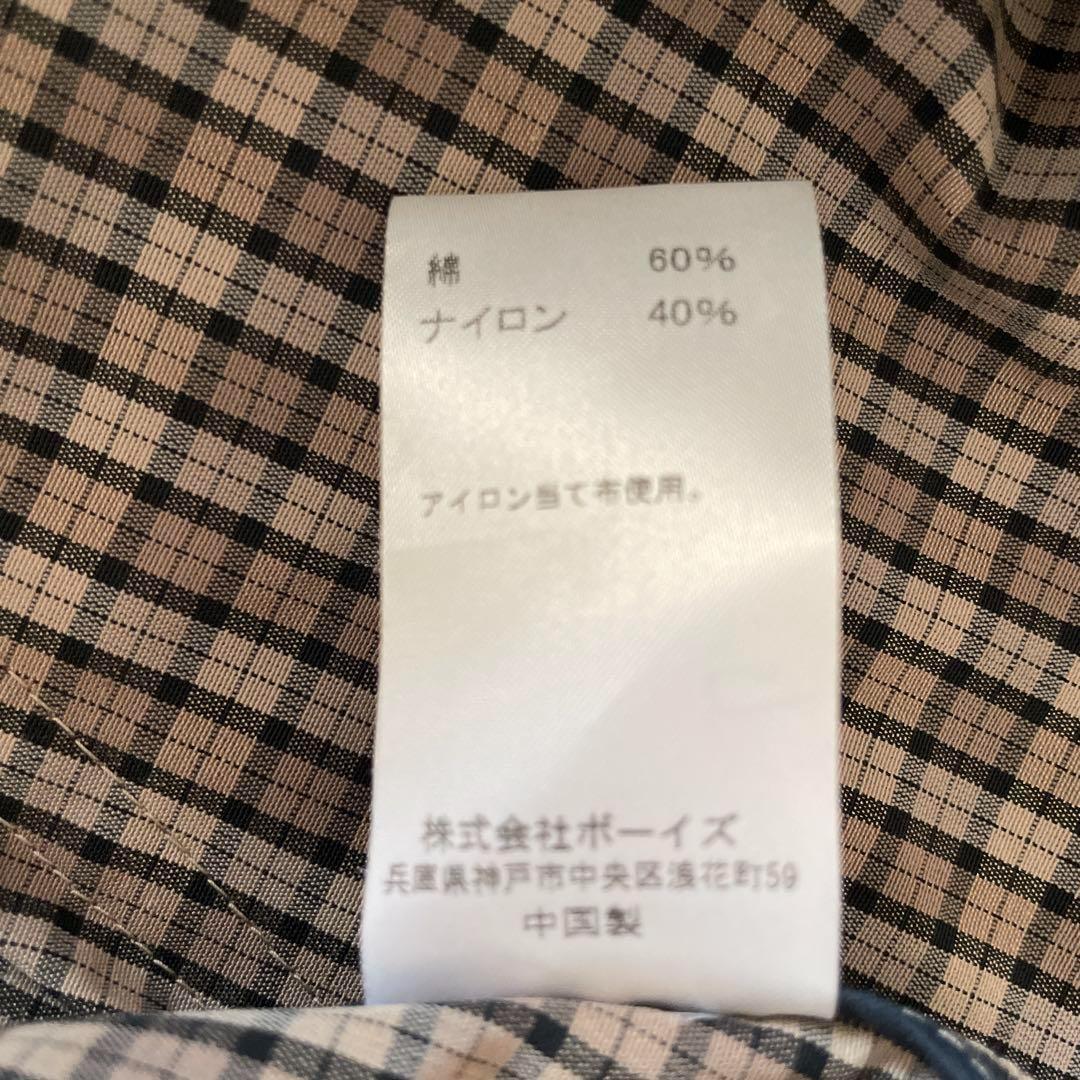 綿 60%
ナイロン 40%
アイロン当て布使用。
株式会社ボーイズ
兵庫県神戸市中央区浪花町59
中国製